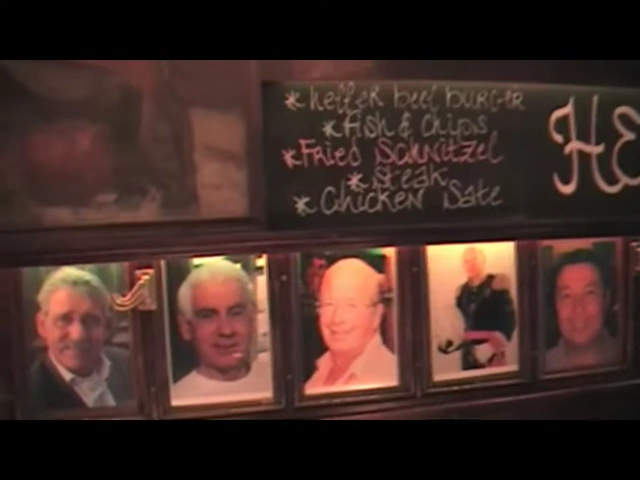 *Heifer beef burger
*Fish & Chips
*Fried Schnitzel
*Steak
*Chicken Sate
HE